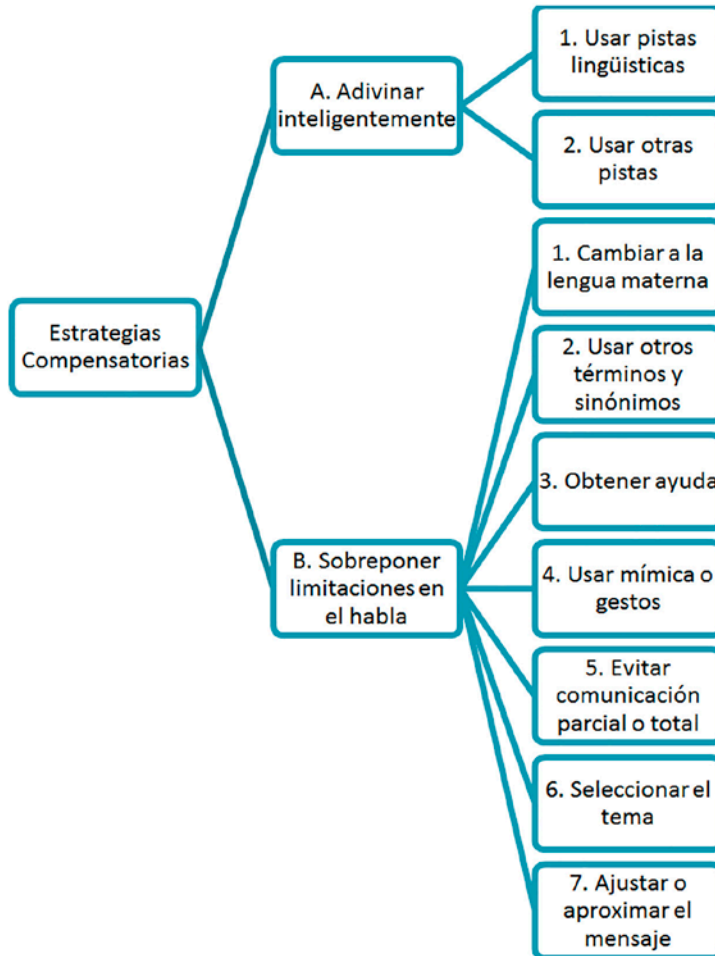 Estrategias
Compensatorias
A. Adivinar
inteligentemente
1. Usar pistas
lingüisticas
2. Usar otras
pistas
B. Sobreponer
limitaciones en
el habla
1. Cambiar a la
lengua materna
2. Usar otros
términos y
sinónimos
3. Obtener ayuda
4. Usar mímica o
gestos
5. Evitar
comunicación
parcial o total
6. Seleccionar el
tema
7. Ajustar o
aproximar el
mensaje